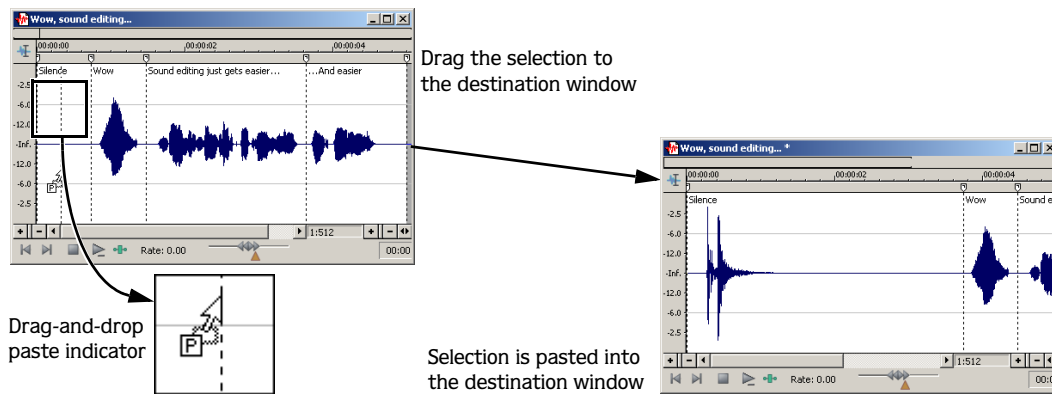 Wow, sound editing...
00:00:00 ,00:00:02 ,00:00:04
Silence Wow Sound editing just gets easier... ...And easier
-2.5
-6.0
-12.0
-Inf.
-12.0
-6.0
-2.5
P
1:512
Rate: 0.00
00:00
Drag the selection to
the destination window
Drag-and-drop
paste indicator
P
Wow, sound editing... *
00:00:00 ,00:00:02 ,00:00:04
Silence Wow Sound e
-2.5
-6.0
-12.0
-Inf.
-12.0
-6.0
-2.5
1:512
Rate: 0.00
00:0
Selection is pasted into
the destination window